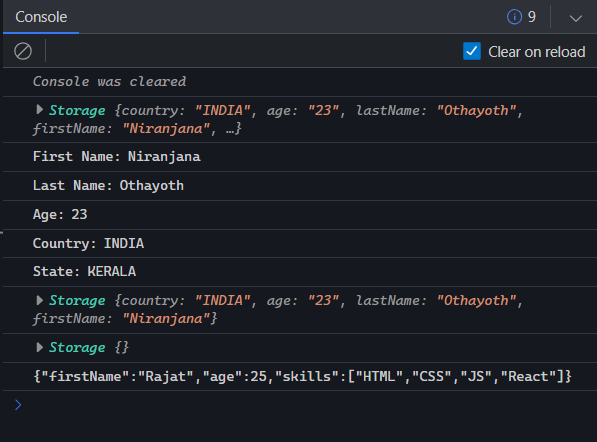 Console
9
Clear on reload
Console was cleared
Storage {country: "INDIA", age: "23", lastName: "Othayoth",
firstName: "Niranjana", …}
First Name: Niranjana
Last Name: Othayoth
Age: 23
Country: INDIA
State: KERALA
Storage {country: "INDIA", age: "23", lastName: "Othayoth",
firstName: "Niranjana"}
Storage {}
{"firstName":"Rajat","age":25,"skills":["HTML","CSS","JS","React"]}